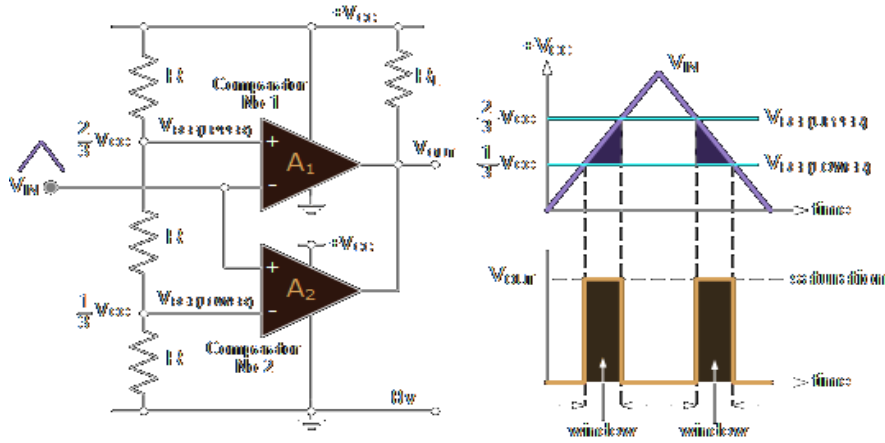 +Vcc
R
Comparator
No 1
RL
2/3 Vcc
+
A1
VOUT
VIN
-
R
+Vcc
+
A2
1/3 Vcc
-
R
Comparator
No 2
0v
+Vcc
VIN
2/3 Vcc
1/3 Vcc
time
VOUT
saturation
time
window
window